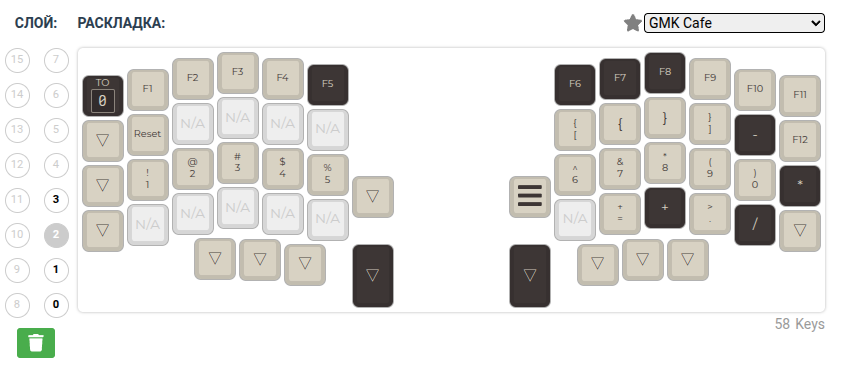 СЛОЙ: РАСКЛАДКА: GMK Cafe
15 7
14 6
13 5
12 4
11 3
10 2
9 1
8 0
TO 0 F1 F2 F3 F4 F5
Reset N/A N/A N/A N/A
! 1 @ 2 # 3 $ 4 % 5
N/A N/A N/A N/A N/A
F6 F7 F8 F9 F10 F11
{ [ { } } ] - F12
^ 6 & 7 * 8 ( 9 ) 0 *
N/A + = + > . /
58 Keys